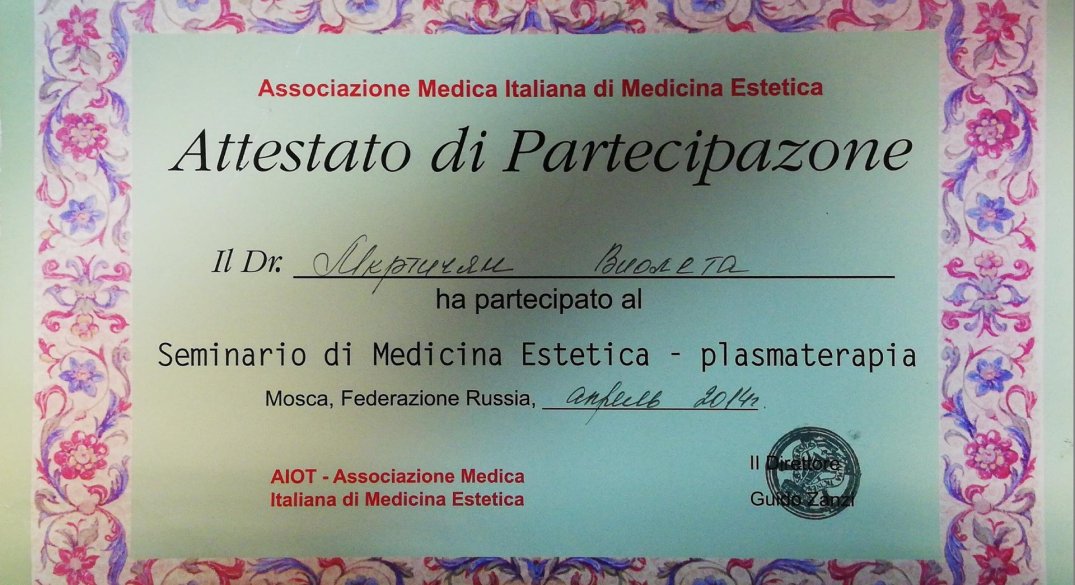 Associazione Medica Italiana di Medicina Estetica
Attestato di Partecipazone
Il Dr. Мкртичян Виолета
ha partecipato al
Seminario di Medicina Estetica - plasmaterapia
Mosca, Federazione Russia, апрель 2014г.
AIOT - Associazione Medica
Italiana di Medicina Estetica
Il Direttore
Guido Zanzi